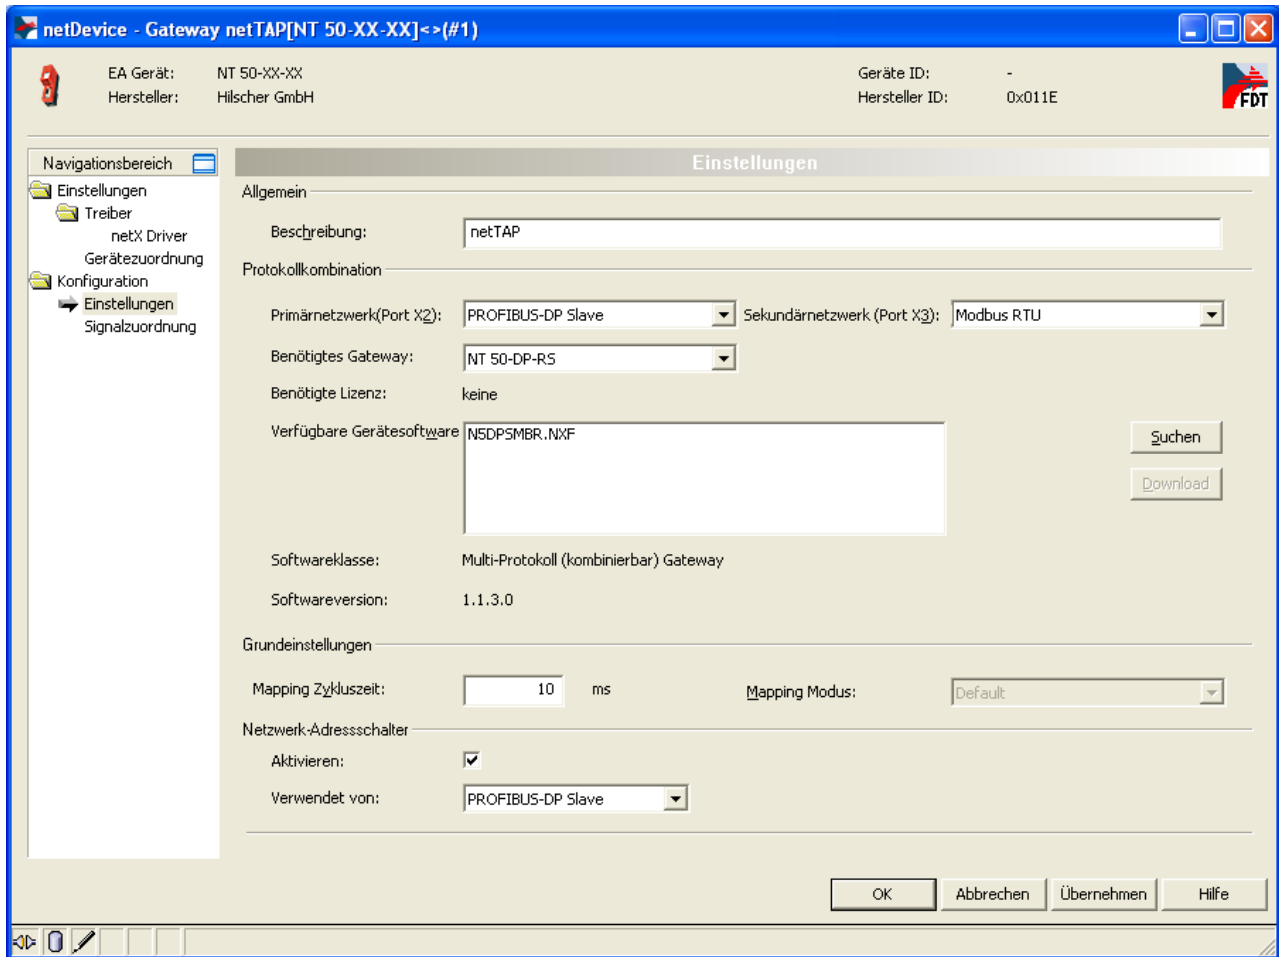 netDevice - Gateway netTAP[NT 50-XX-XX]<>(#1)
EA Gerät: NT 50-XX-XX Geräte ID: -
Hersteller: Hilscher GmbH Hersteller ID: 0x011E
FDT
Navigationsbereich
Einstellungen
Treiber
netX Driver
Gerätezuordnung
Konfiguration
Einstellungen
Signalzuordnung
Einstellungen
Allgemein
Beschreibung: netTAP
Protokollkombination
Primärnetzwerk(Port X2): PROFIBUS-DP Slave Sekundärnetzwerk (Port X3): Modbus RTU
Benötigtes Gateway: NT 50-DP-RS
Benötigte Lizenz: keine
Verfügbare Gerätesoftware N5DPSMBR.NXF
Suchen
Download
Softwareklasse: Multi-Protokoll (kombinierbar) Gateway
Softwareversion: 1.1.3.0
Grundeinstellungen
Mapping Zykluszeit: 10 ms Mapping Modus: Default
Netzwerk-Adressschalter
Aktivieren:
Verwendet von: PROFIBUS-DP Slave
OK Abbrechen Übernehmen Hilfe